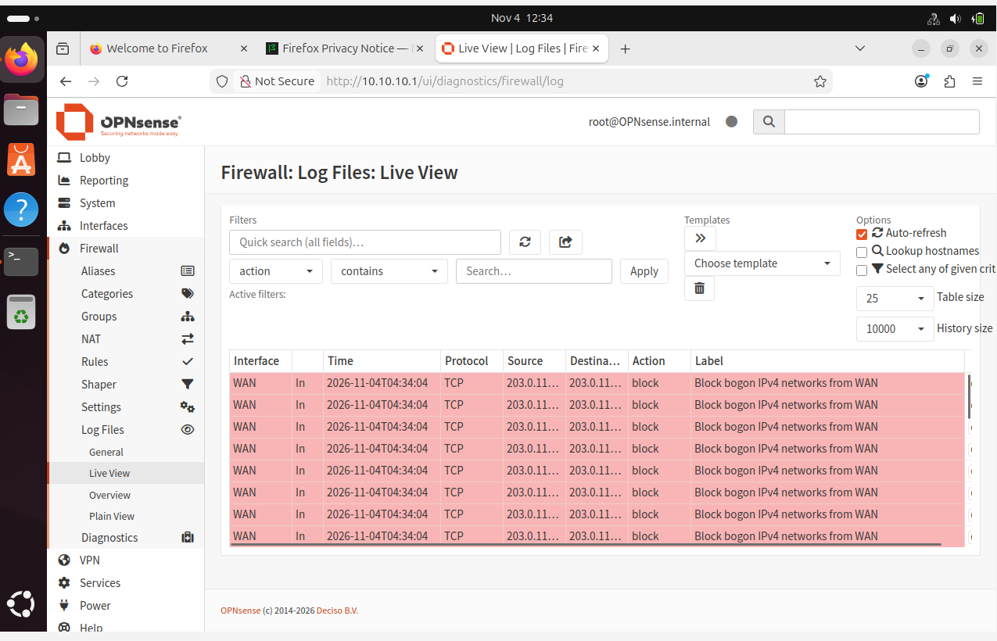 Nov 4 12:34
Welcome to Firefox
Firefox Privacy Notice —
Live View | Log Files | Fire
Not Secure http://10.10.10.1/ui/diagnostics/firewall/log
OPNsense®
Securing networks made easy
root@OPNsense.internal
Lobby
Reporting
System
Interfaces
Firewall
Aliases
Categories
Groups
NAT
Rules
Shaper
Settings
Log Files
General
Live View
Overview
Plain View
Diagnostics
VPN
Services
Power
Help
Firewall: Log Files: Live View
Filters
Quick search (all fields)...
action contains Search... Apply
Active filters:
Templates
Choose template
Options
Auto-refresh
Lookup hostnames
Select any of given crit
25 Table size
10000 History size
Interface Time Protocol Source Destina... Action Label
WAN In 2026-11-04T04:34:04 TCP 203.0.11... 203.0.11... block Block bogon IPv4 networks from WAN
WAN In 2026-11-04T04:34:04 TCP 203.0.11... 203.0.11... block Block bogon IPv4 networks from WAN
WAN In 2026-11-04T04:34:04 TCP 203.0.11... 203.0.11... block Block bogon IPv4 networks from WAN
WAN In 2026-11-04T04:34:04 TCP 203.0.11... 203.0.11... block Block bogon IPv4 networks from WAN
WAN In 2026-11-04T04:34:04 TCP 203.0.11... 203.0.11... block Block bogon IPv4 networks from WAN
WAN In 2026-11-04T04:34:04 TCP 203.0.11... 203.0.11... block Block bogon IPv4 networks from WAN
WAN In 2026-11-04T04:34:04 TCP 203.0.11... 203.0.11... block Block bogon IPv4 networks from WAN
WAN In 2026-11-04T04:34:04 TCP 203.0.11... 203.0.11... block Block bogon IPv4 networks from WAN
OPNsense (c) 2014-2026 Deciso B.V.